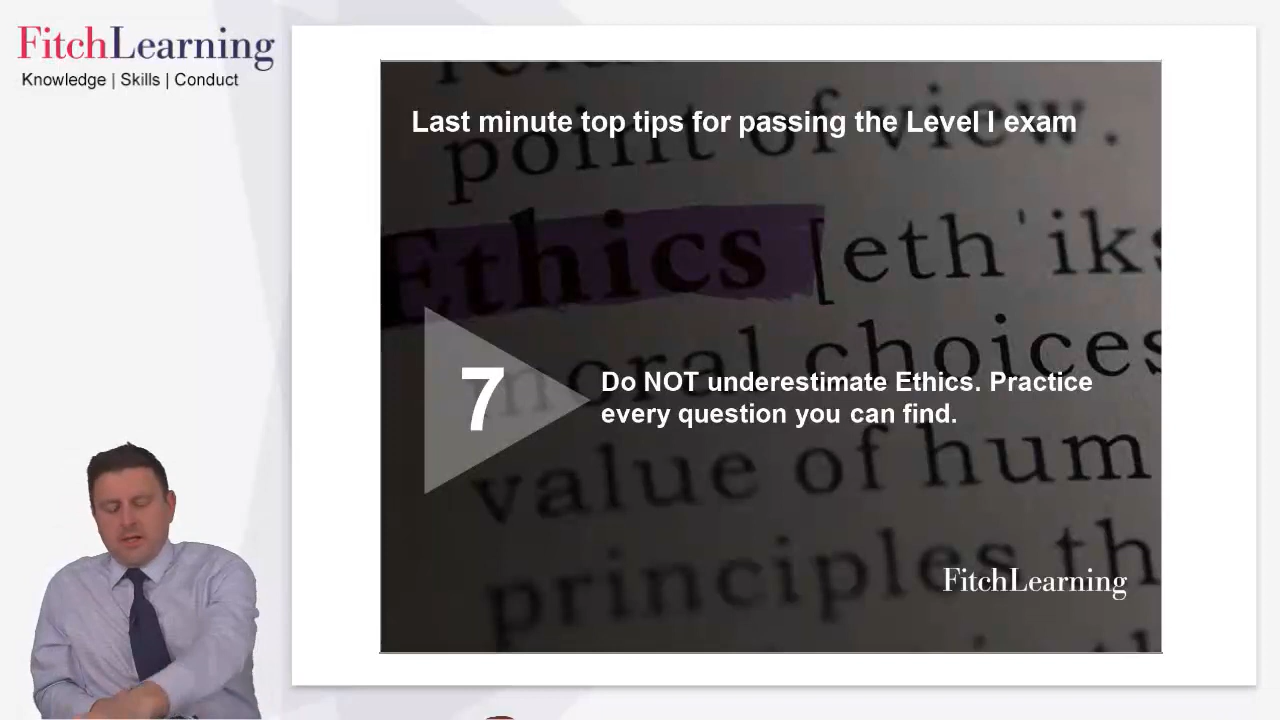 FitchLearning
Knowledge | Skills | Conduct
Last minute top tips for passing the Level I exam
point of view.
Ethics [eth'iks
moral choices
7
Do NOT underestimate Ethics. Practice
every question you can find.
value of hum
principles th
FitchLearning